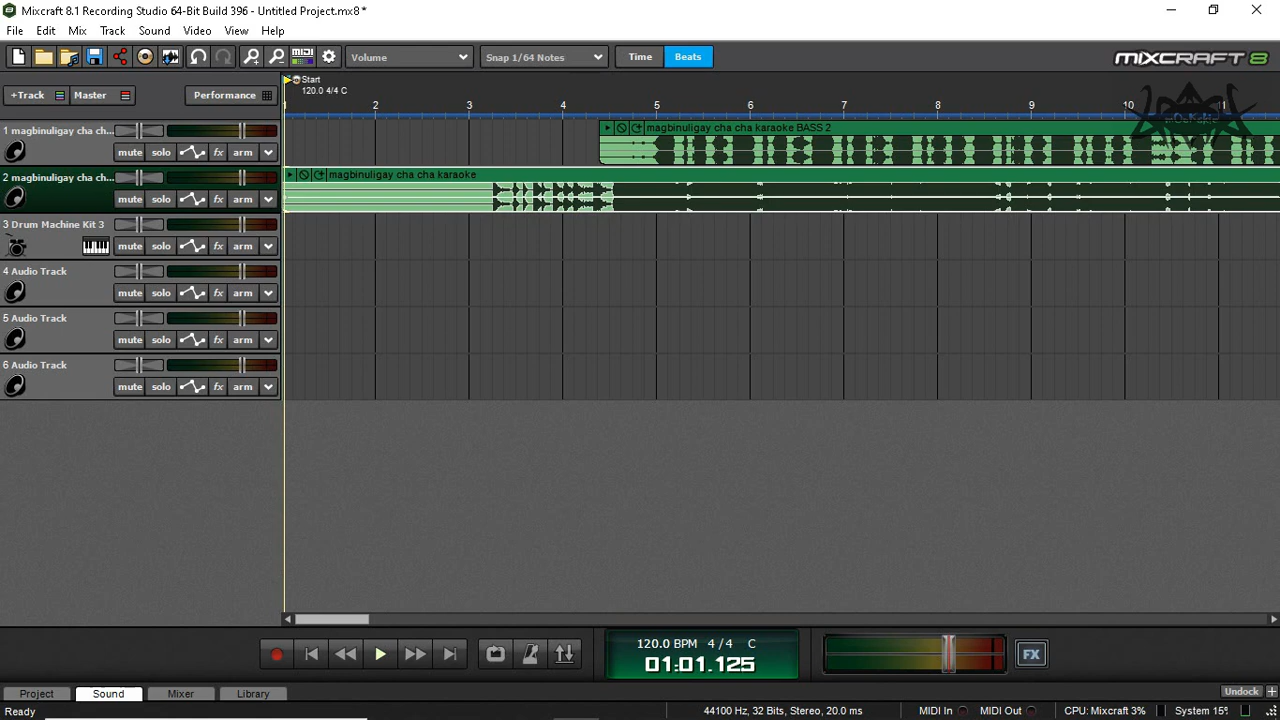 Mixcraft 8.1 Recording Studio 64-Bit Build 396 - Untitled Project.mx8*
File Edit Mix Track Sound Video View Help
midi Volume Snap 1/64 Notes Time Beats MIXCRAFT 8
Start
120.0 4/4 C
+Track Master Performance
1 2 3 4 5 6 7 8 9 10 11
1 magbinuligay cha ch...
mute solo fx arm
magbinuligay cha cha karaoke BASS 2
2 magbinuligay cha ch...
mute solo fx arm
magbinuligay cha cha karaoke
3 Drum Machine Kit 3
mute solo fx arm
4 Audio Track
mute solo fx arm
5 Audio Track
mute solo fx arm
6 Audio Track
mute solo fx arm
120.0 BPM 4/4 C
01:01.125
FX
Project Sound Mixer Library Undock
Ready 44100 Hz, 32 Bits, Stereo, 20.0 ms MIDI In MIDI Out CPU: Mixcraft 3% System 15%